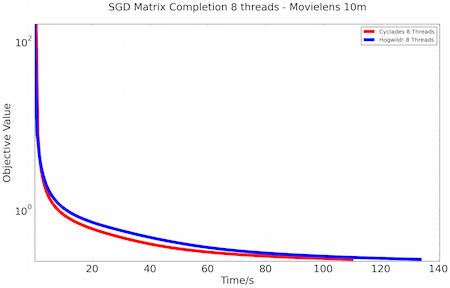 SGD Matrix Completion 8 threads - Movielens 10m
Cyclades 8 Threads
Hogwild! 8 Threads
Objective Value
10²
10⁰
20 40 60 80 100 120 140
Time/s